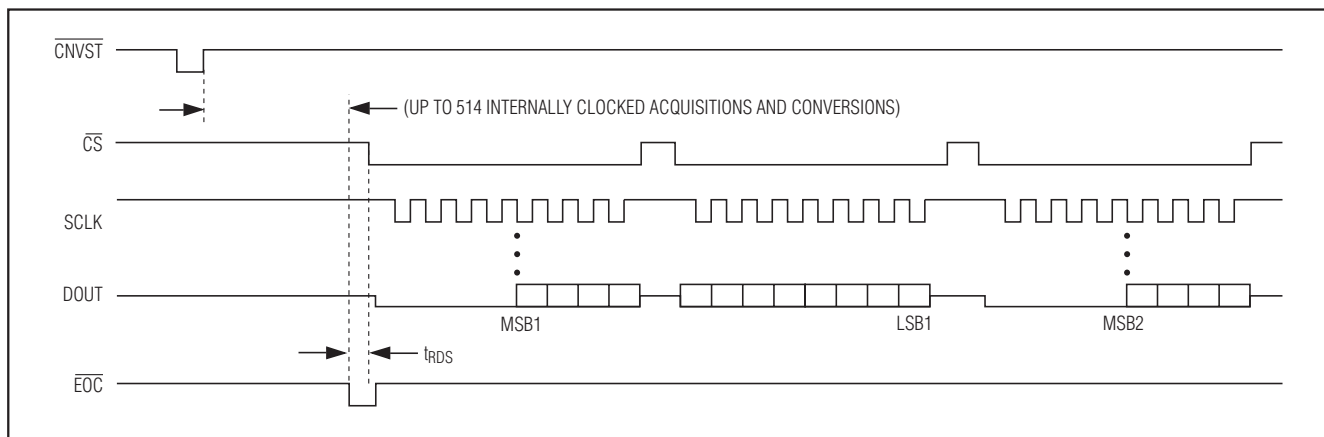 CNVST
(UP TO 514 INTERNALLY CLOCKED ACQUISITIONS AND CONVERSIONS)
CS
SCLK
DOUT
MSB1
LSB1
MSB2
tRDS
EOC